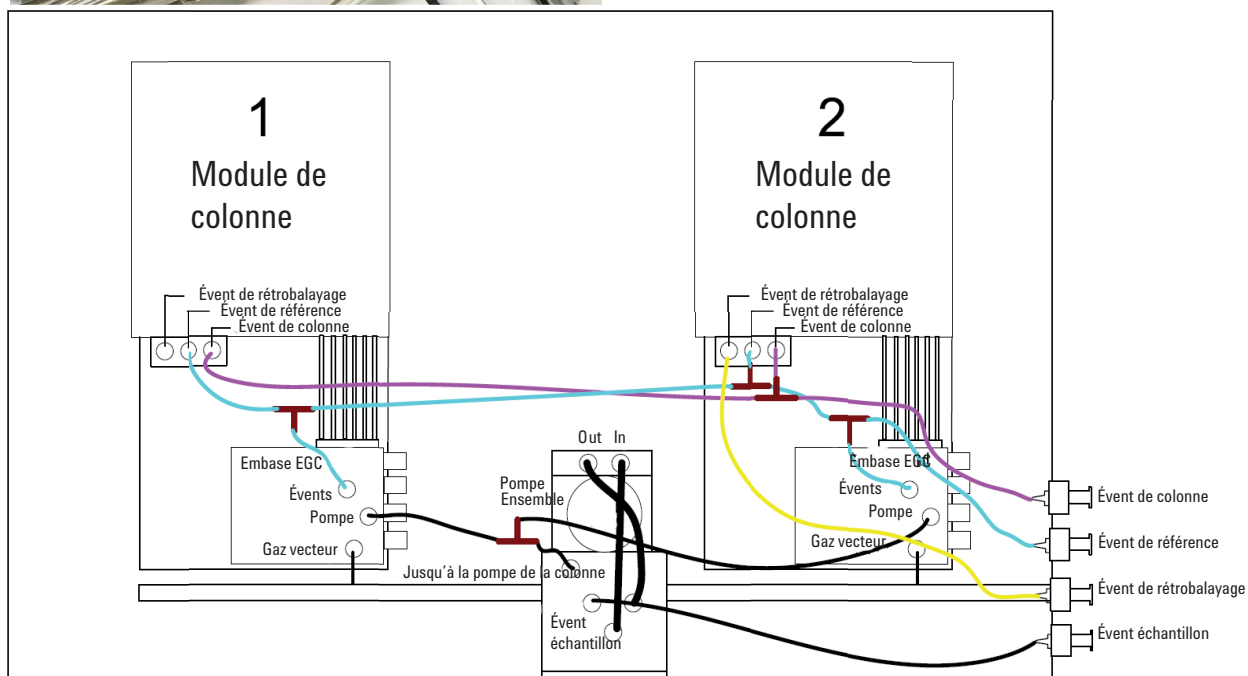 1
Module de
colonne
2
Module de
colonne
Évent de rétrobalayage
Évent de référence
Évent de colonne
Évent de rétrobalayage
Évent de référence
Évent de colonne
Out In
Embase EGC
Évents
Pompe
Gaz vecteur
Pompe
Ensemble
Jusqu'à la pompe de la colonne
Évent
échantillon
Embase EGC
Évents
Pompe
Gaz vecteur
Évent de colonne
Évent de référence
Évent de rétrobalayage
Évent échantillon